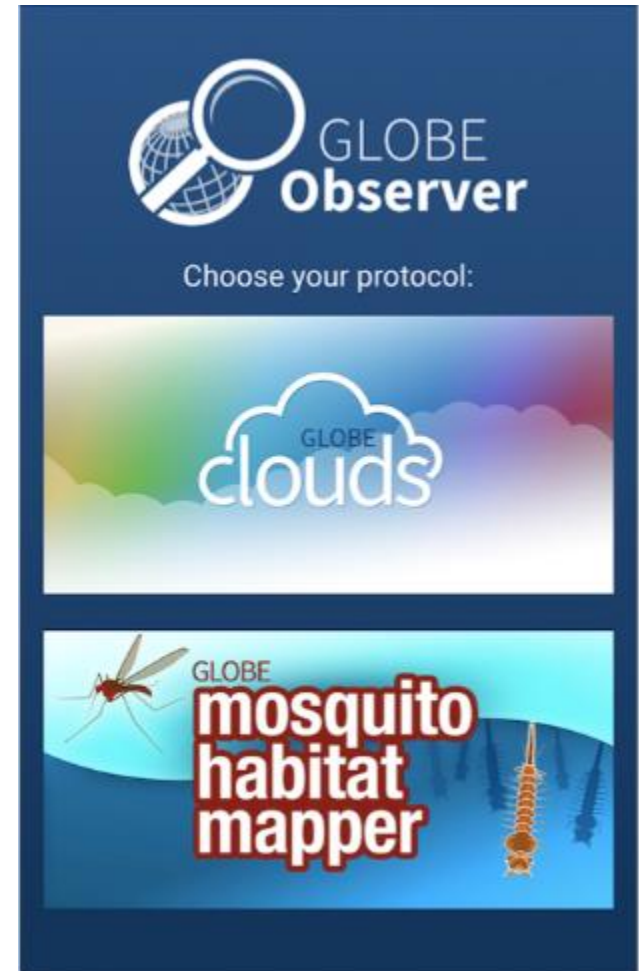 GLOBE
Observer
Choose your protocol:
GLOBE
clouds
GLOBE
mosquito
habitat
mapper